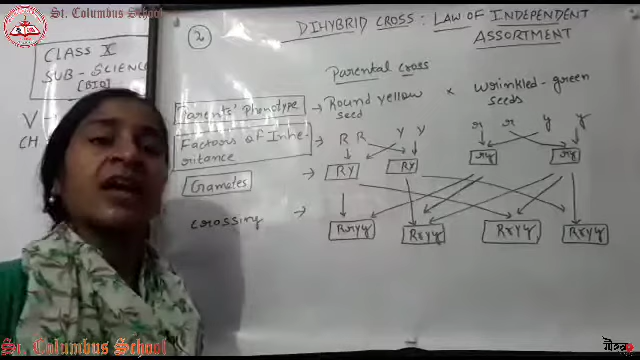 St. Columbus School
2
DIHYBRID CROSS : LAW OF INDEPENDENT
ASSORTMENT
CLASS X
SUB - SCIENCE
[BIO]
CH
Parental cross
Parents' Phenotype → Round yellow seed × Wrinkled - green seeds
Factors of Inheritance → R R Y Y r r y y
Gametes → RY RY ry ry
crossing → RrYy RrYy RrYy RrYy
St. Columbus School